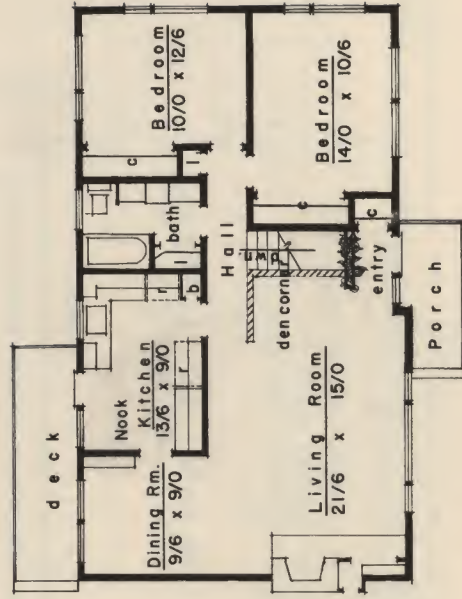 deck
Nook
Kitchen
13/6 x 9/0
Dining Rm.
9/6 x 9/0
r
r
b
l
bath
c
l
Bedroom
10/0 x 12/6
Hall
dwn
den corner
Living Room
21/6 x 15/0
c
c
entry
Bedroom
14/0 x 10/6
Porch